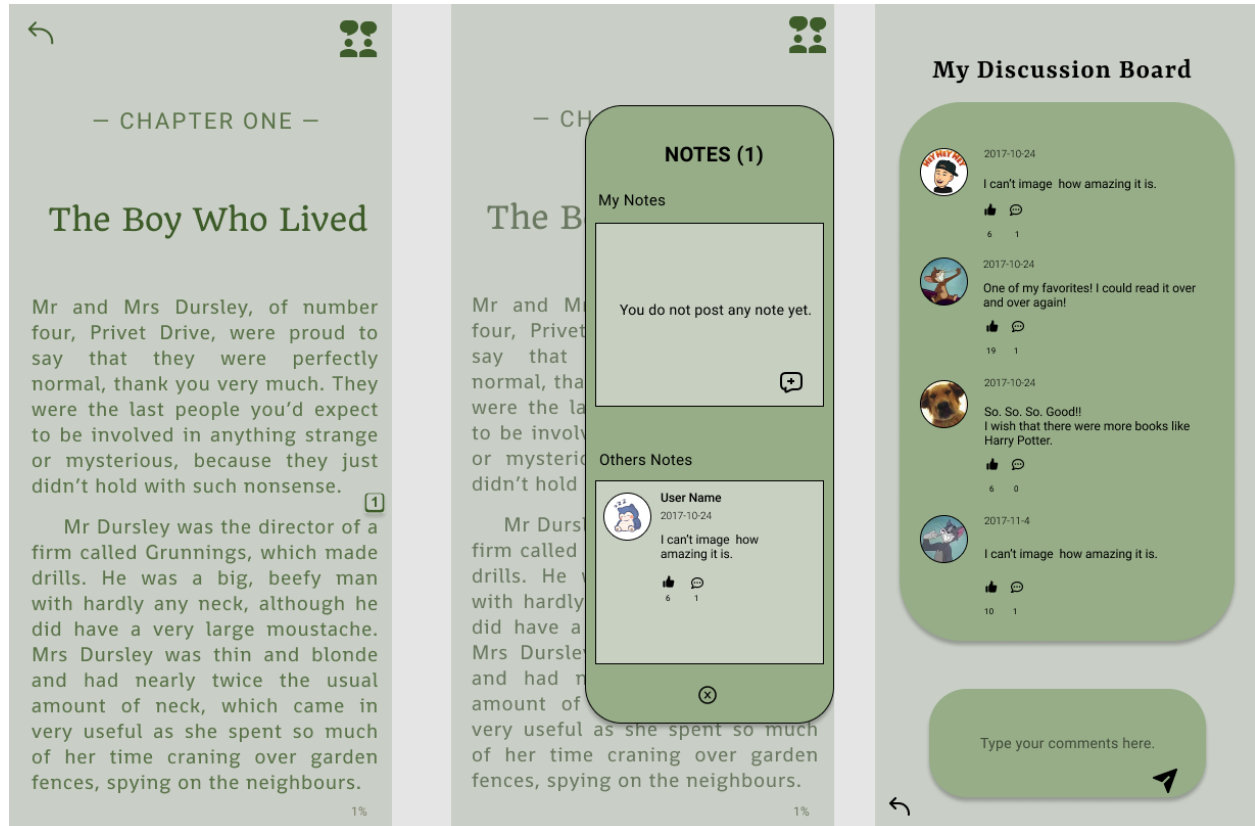 — CHAPTER ONE —
The Boy Who Lived
Mr and Mrs Dursley, of number
four, Privet Drive, were proud to
say that they were perfectly
normal, thank you very much. They
were the last people you’d expect
to be involved in anything strange
or mysterious, because they just
didn’t hold with such nonsense.
1
Mr Dursley was the director of a
firm called Grunnings, which made
drills. He was a big, beefy man
with hardly any neck, although he
did have a very large moustache.
Mrs Dursley was thin and blonde
and had nearly twice the usual
amount of neck, which came in
very useful as she spent so much
of her time craning over garden
fences, spying on the neighbours.
1%
— CH
The B
Mr and M
four, Privet
say that
normal, tha
were the la
to be involv
or mysterio
didn’t hold
Mr Durs
firm called
drills. He
with hardly
did have a
Mrs Dursle
and had n
amount of
very useful as she spent so much
of her time craning over garden
fences, spying on the neighbours.
1%
NOTES (1)
My Notes
You do not post any note yet.
Others Notes
zzz
User Name
2017-10-24
I can't image how
amazing it is.
6 1
My Discussion Board
HEY HEY HEY
2017-10-24
I can't image how amazing it is.
6 1
2017-10-24
One of my favorites! I could read it over
and over again!
19 1
2017-10-24
So. So. So. Good!!
I wish that there were more books like
Harry Potter.
6 0
2017-11-4
I can't image how amazing it is.
10 1
Type your comments here.